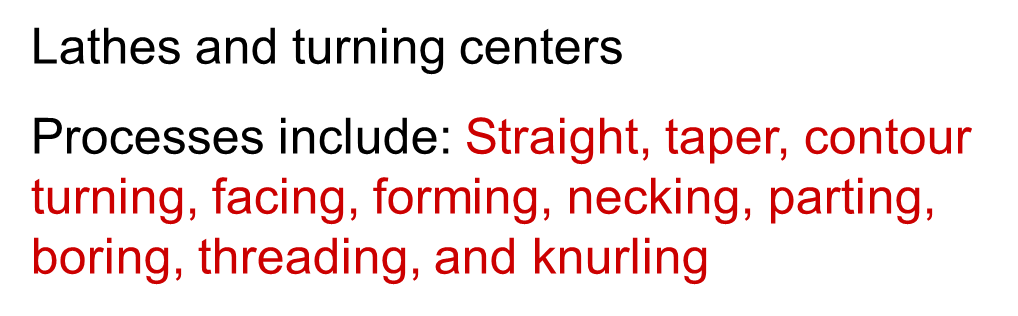 Lathes and turning centers
Processes include: Straight, taper, contour
turning, facing, forming, necking, parting,
boring, threading, and knurling